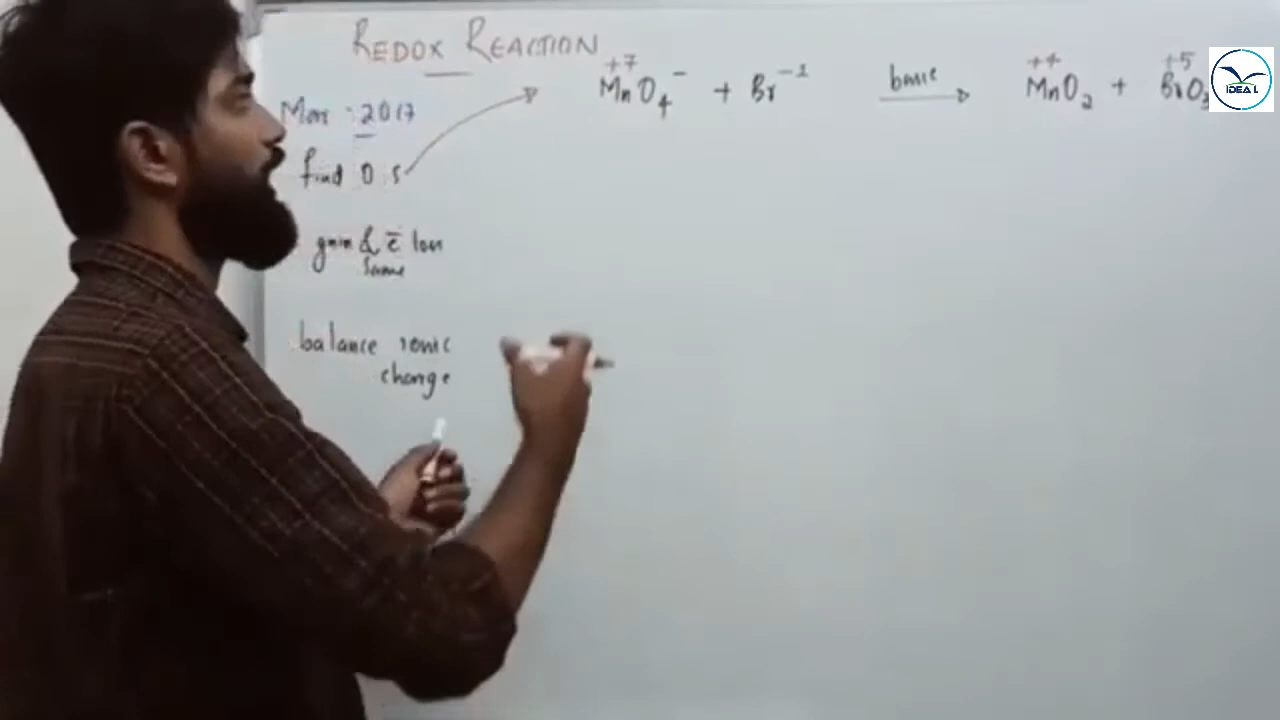 REDOX REACTION
Mar : 2017
find O.S
gain & e̅ loss
same
balance ionic
charge
+7 +4 +5
MnO₄⁻ + Br⁻¹ basic → MnO₂ + BrO₃
IDEAL